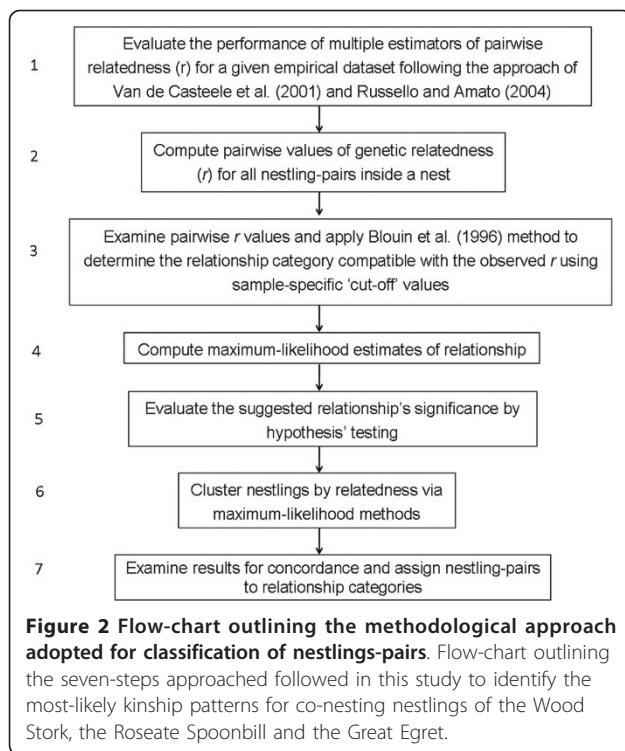 1
Evaluate the performance of multiple estimators of pairwise
relatedness (r) for a given empirical dataset following the approach of
Van de Casteele et al. (2001) and Russello and Amato (2004)
2
Compute pairwise values of genetic relatedness
(r) for all nestling-pairs inside a nest
3
Examine pairwise r values and apply Blouin et al. (1996) method to
determine the relationship category compatible with the observed r using
sample-specific 'cut-off' values
4
Compute maximum-likelihood estimates of relationship
5
Evaluate the suggested relationship's significance by
hypothesis' testing
6
Cluster nestlings by relatedness via
maximum-likelihood methods
7
Examine results for concordance and assign nestling-pairs
to relationship categories
Figure 2 Flow-chart outlining the methodological approach
adopted for classification of nestlings-pairs. Flow-chart outlining
the seven-steps approached followed in this study to identify the
most-likely kinship patterns for co-nesting nestlings of the Wood
Stork, the Roseate Spoonbill and the Great Egret.